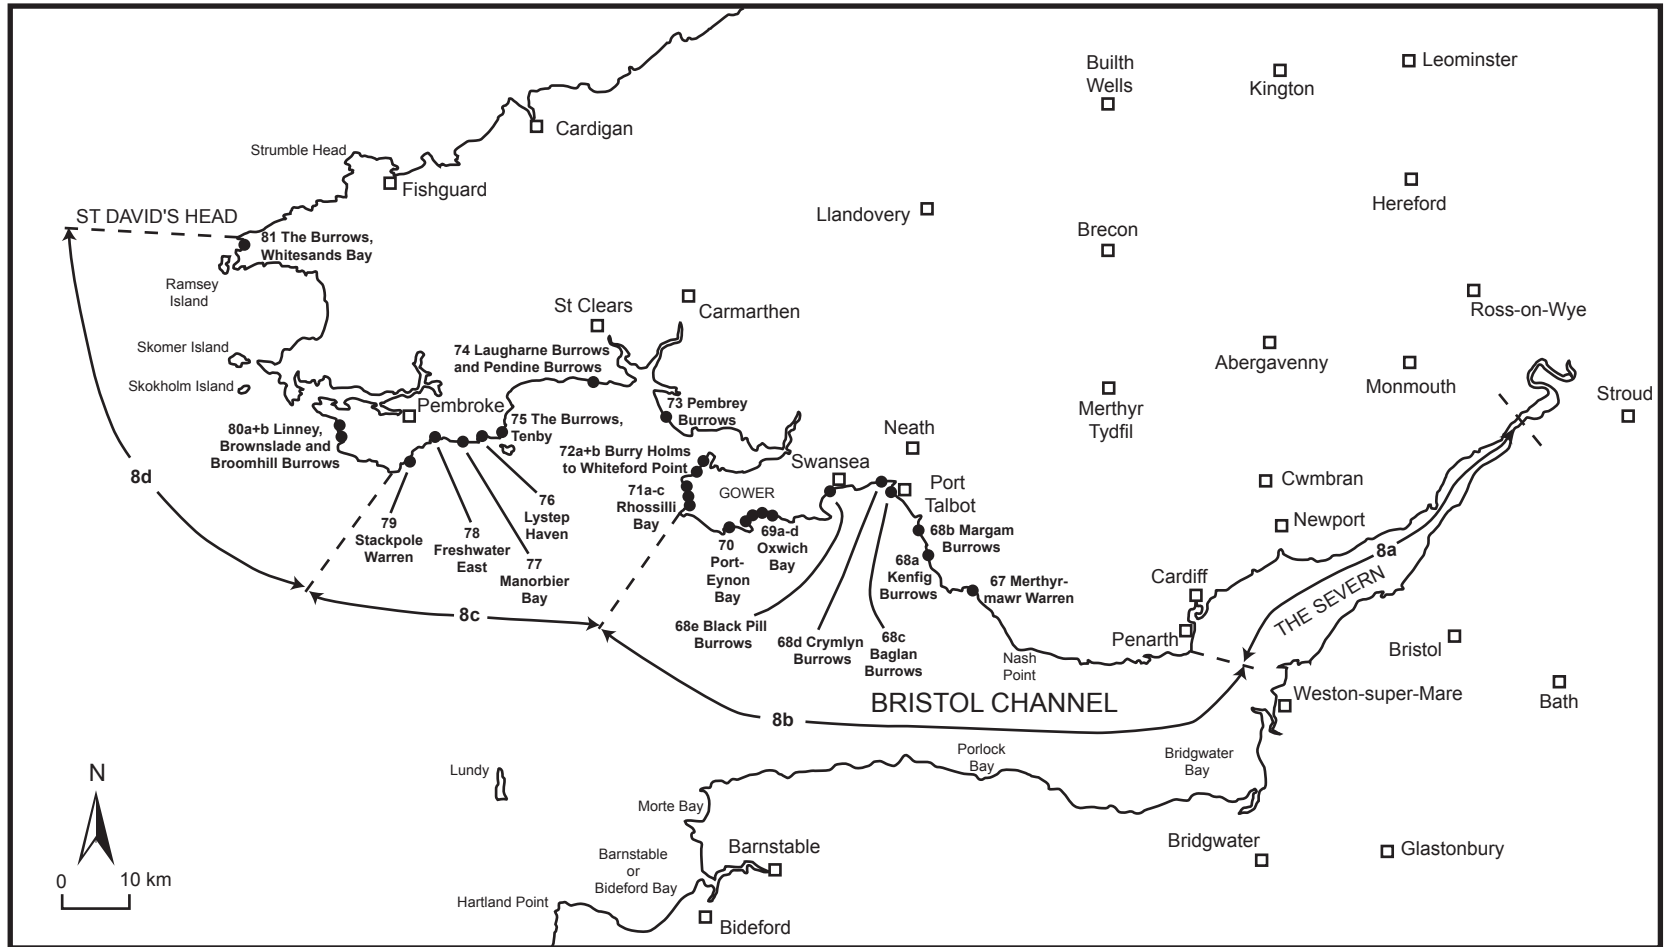 Builth
Wells
Kington
Leominster
Cardigan
Strumble Head
Fishguard
Hereford
Llandovery
ST DAVID'S HEAD
Brecon
81 The Burrows,
Whitesands Bay
Ramsey
Island
St Clears
Carmarthen
Ross-on-Wye
Skomer Island
74 Laugharne Burrows
and Pendine Burrows
Abergavenny
Monmouth
Skokholm Island
Stroud
Pembroke
73 Pembrey
Burrows
Merthyr
Tydfil
75 The Burrows,
Tenby
80a+b Linney,
Brownslade and
Broomhill Burrows
Neath
72a+b Burry Holms
to Whiteford Point
Swansea
8d
Cwmbran
GOWER
Port
Talbot
71a-c
Rhossilli
Bay
76
Lystep
Haven
Newport
79
Stackpole
Warren
78
Freshwater
East
70
Port-
Eynon
Bay
69a-d
Oxwich
Bay
68b Margam
Burrows
8a
77
Manorbier
Bay
68a
Kenfig
Burrows
67 Merthyr-
mawr Warren
Cardiff
THE SEVERN
8c
68e Black Pill
Burrows
68d Crymlyn
Burrows
68c
Baglan
Burrows
Penarth
Bristol
Nash
Point
BRISTOL CHANNEL
Weston-super-Mare
Bath
8b
Porlock
Bay
Bridgwater
Bay
Lundy
N
Morte Bay
Barnstable
Bridgwater
Glastonbury
Barnstable
or
Bideford Bay
0 10 km
Hartland Point
Bideford